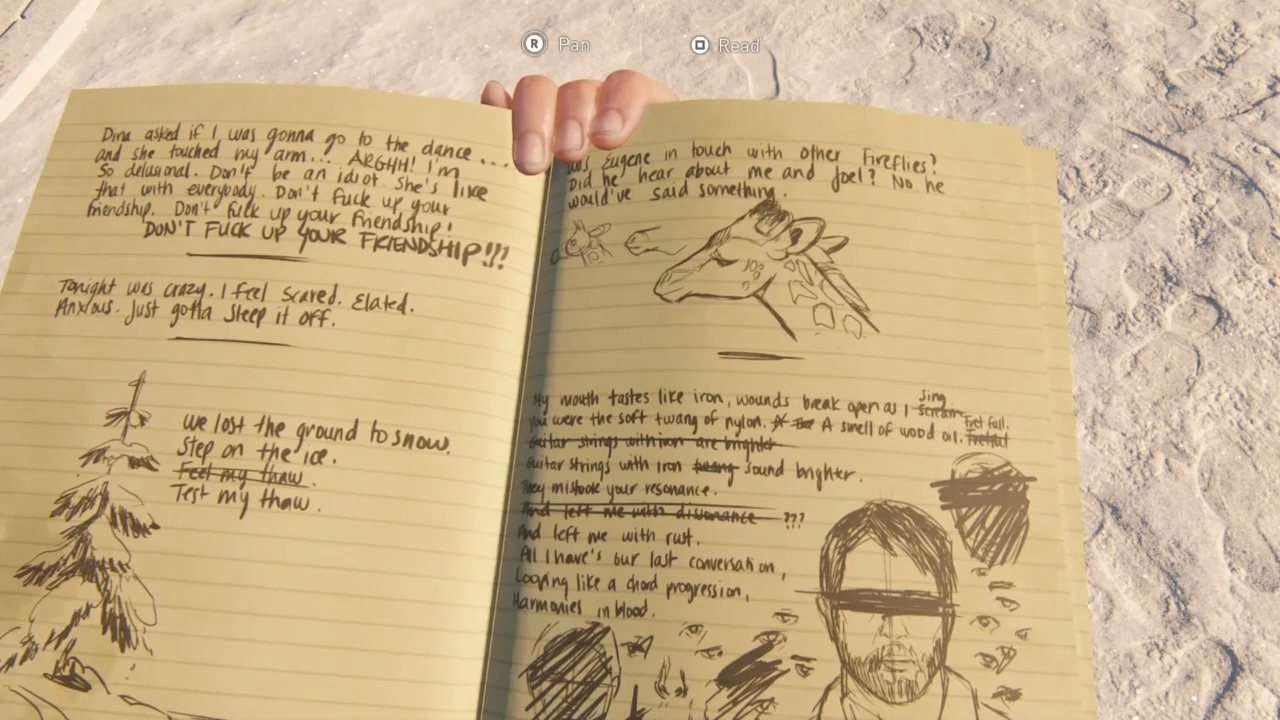 R Pan
Read
Dina asked if I was gonna go to the dance...
and she touched my arm... ARGHH! I'm
so delusional. Don't be an idiot. She's like
that with everybody. Don't fuck up your
friendship. Don't fuck up your friendship!
DON'T FUCK UP YOUR FRIENDSHIP!!!
Tonight was crazy. I feel scared. Elated.
Anxious. Just gotta sleep it off.
We lost the ground to snow.
Step on the ice.
Feel my thaw.
Test my thaw.
Was Eugene in touch with other Fireflies?
Did he hear about me and Joel? No he
would've said something.
My mouth tastes like iron, wounds break open as I scream sing
You were the soft twang of nylon. A smell of wood oil. Fretful Fret full.
Guitar strings with iron are brighter
Guitar strings with iron twang sound brighter.
They mistook your resonance.
And left me with dissonance ???
And left me with rust.
All I have's our last conversation,
Looping like a chord progression,
Harmonies in blood.